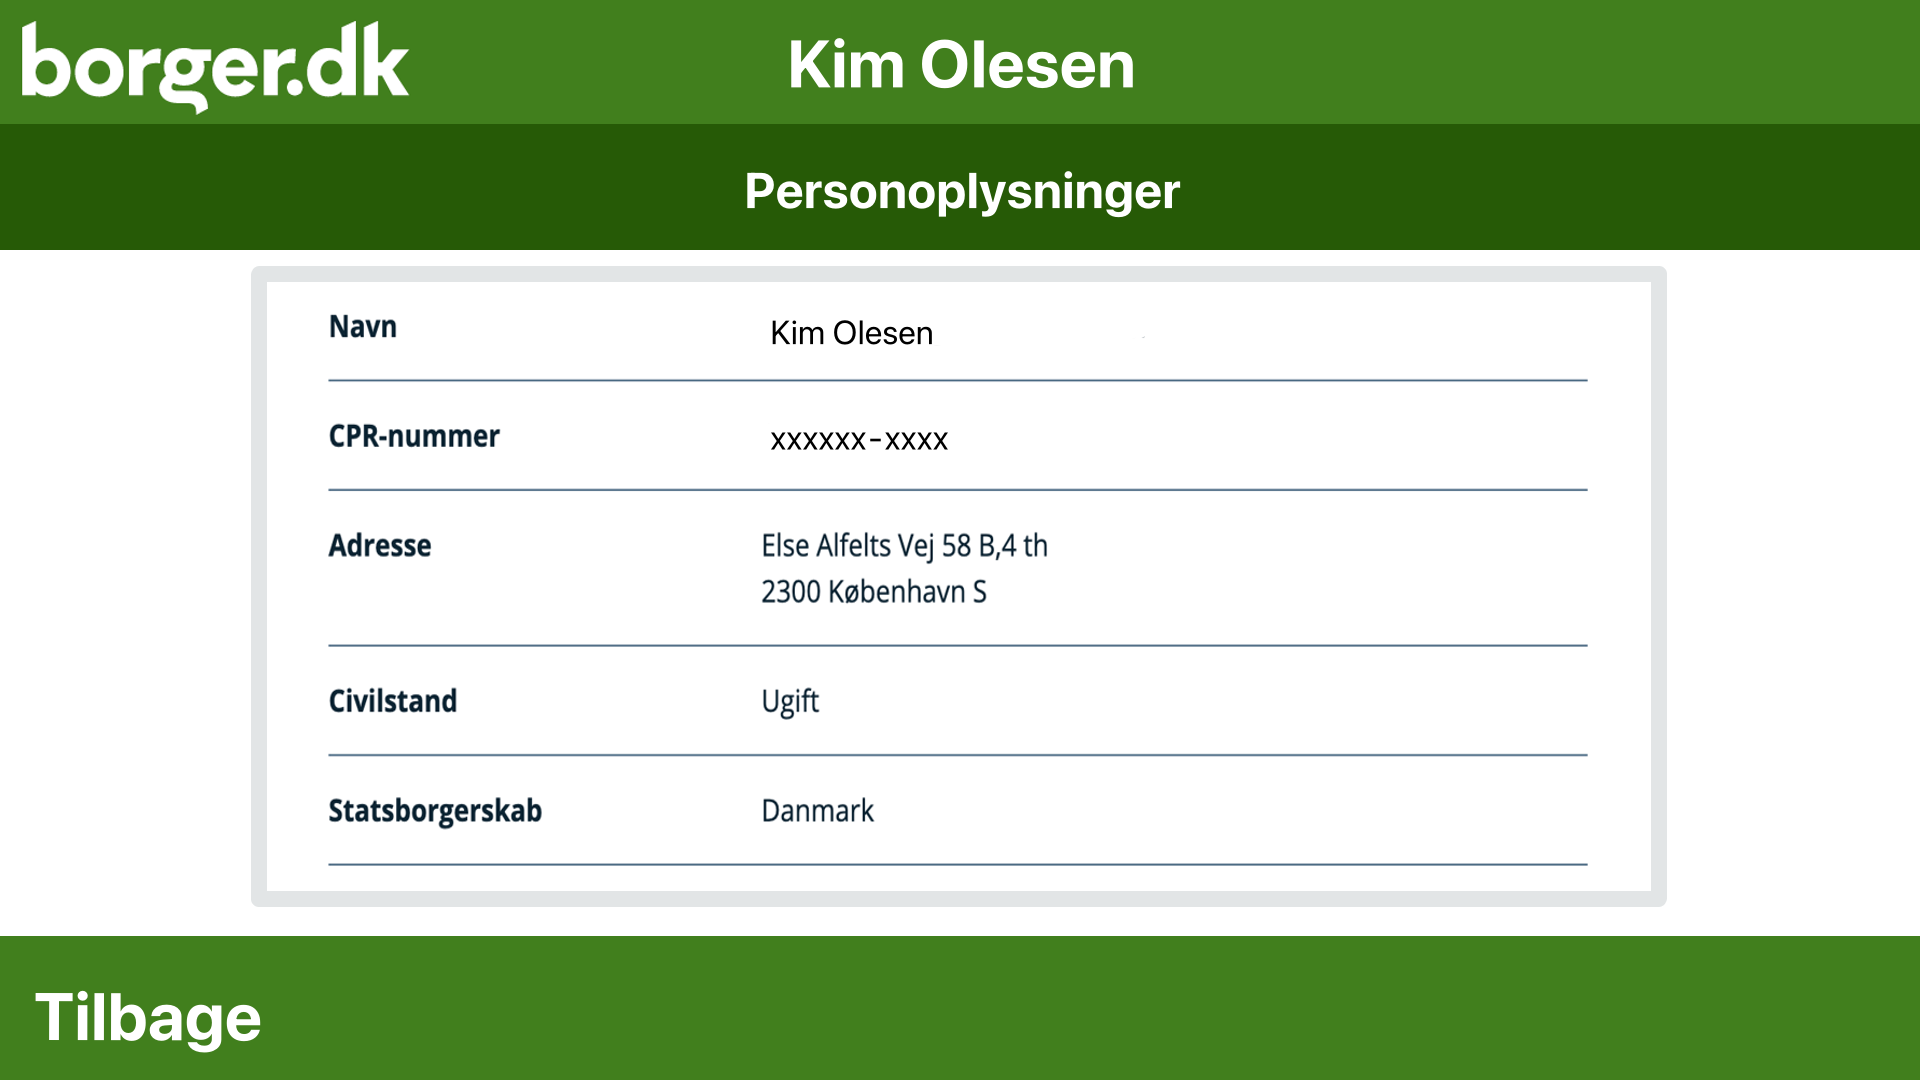 borger.dk
Kim Olesen
Personoplysninger
Navn Kim Olesen
CPR-nummer xxxxxx-xxxx
Adresse Else Alfelts Vej 58 B,4 th
2300 København S
Civilstand Ugift
Statsborgerskab Danmark
Tilbage